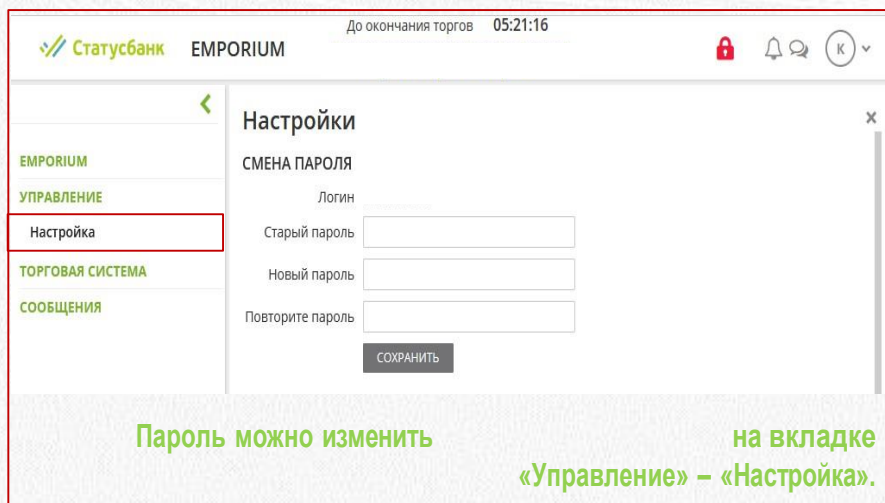 До окончания торгов 05:21:16
Статусбанк EMPORIUM
К
Настройки
EMPORIUM
СМЕНА ПАРОЛЯ
УПРАВЛЕНИЕ
Логин
Настройка
Старый пароль
ТОРГОВАЯ СИСТЕМА
Новый пароль
СООБЩЕНИЯ
Повторите пароль
СОХРАНИТЬ
Пароль можно изменить на вкладке
«Управление» – «Настройка».